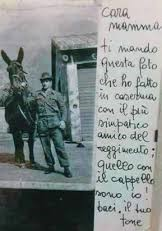 cara
mamma
ti mando
questa foto
che ho fatto
in caserma
con il più
simpatico
amico del
reggimento;
quello con
il cappello
sono io!
baci, il tuo
tone